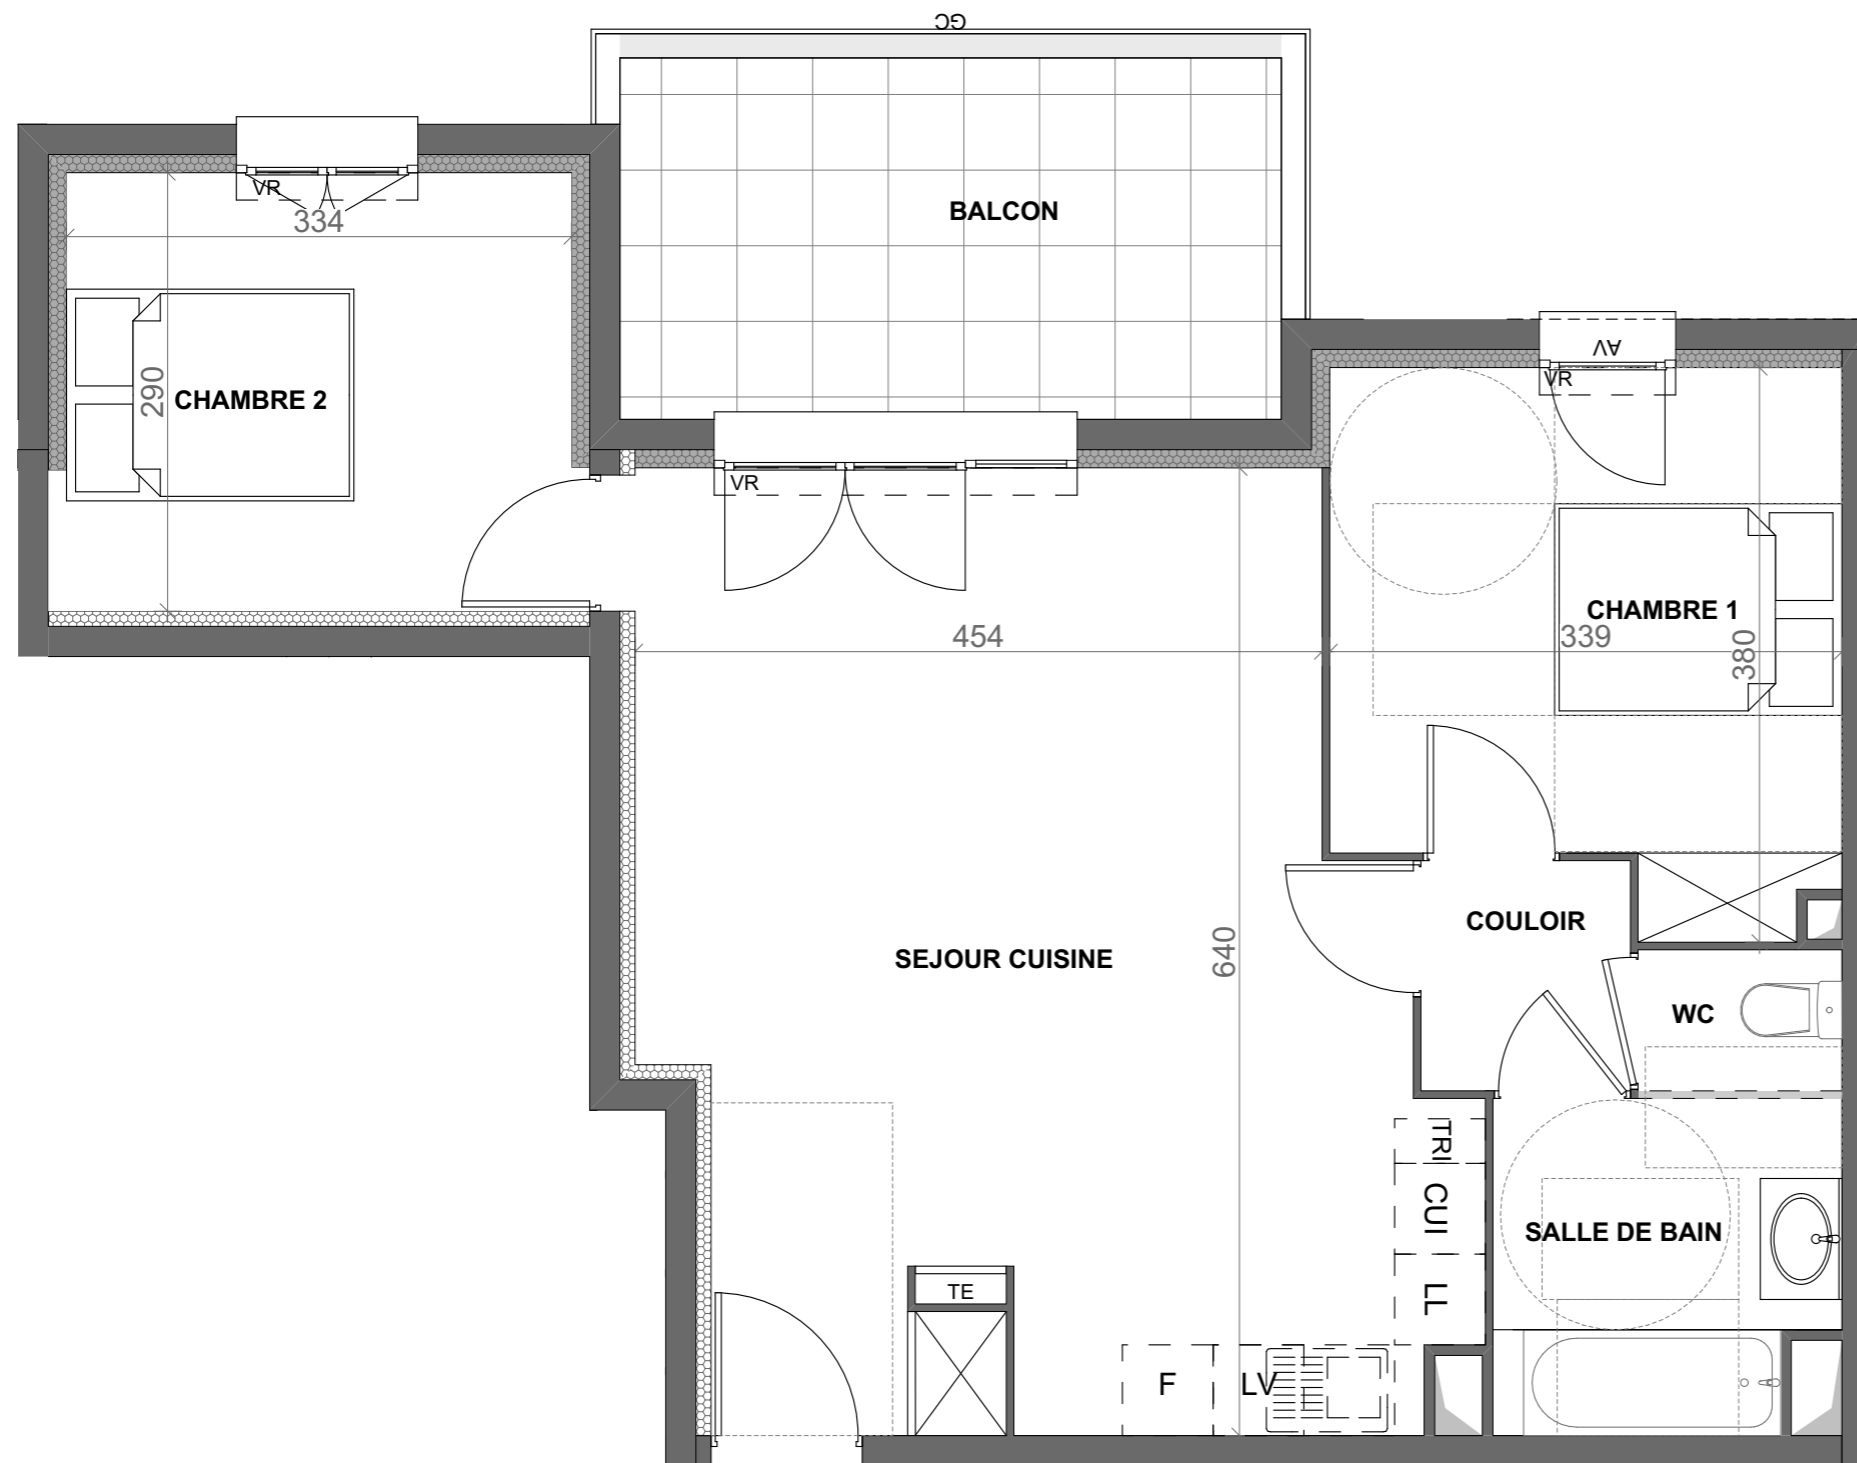 GC
BALCON
VR
334
AV
VR
290
CHAMBRE 2
VR
CHAMBRE 1
454
339
380
COULOIR
SEJOUR CUISINE
640
WC
TRI
CUI
SALLE DE BAIN
LL
TE
F
LV